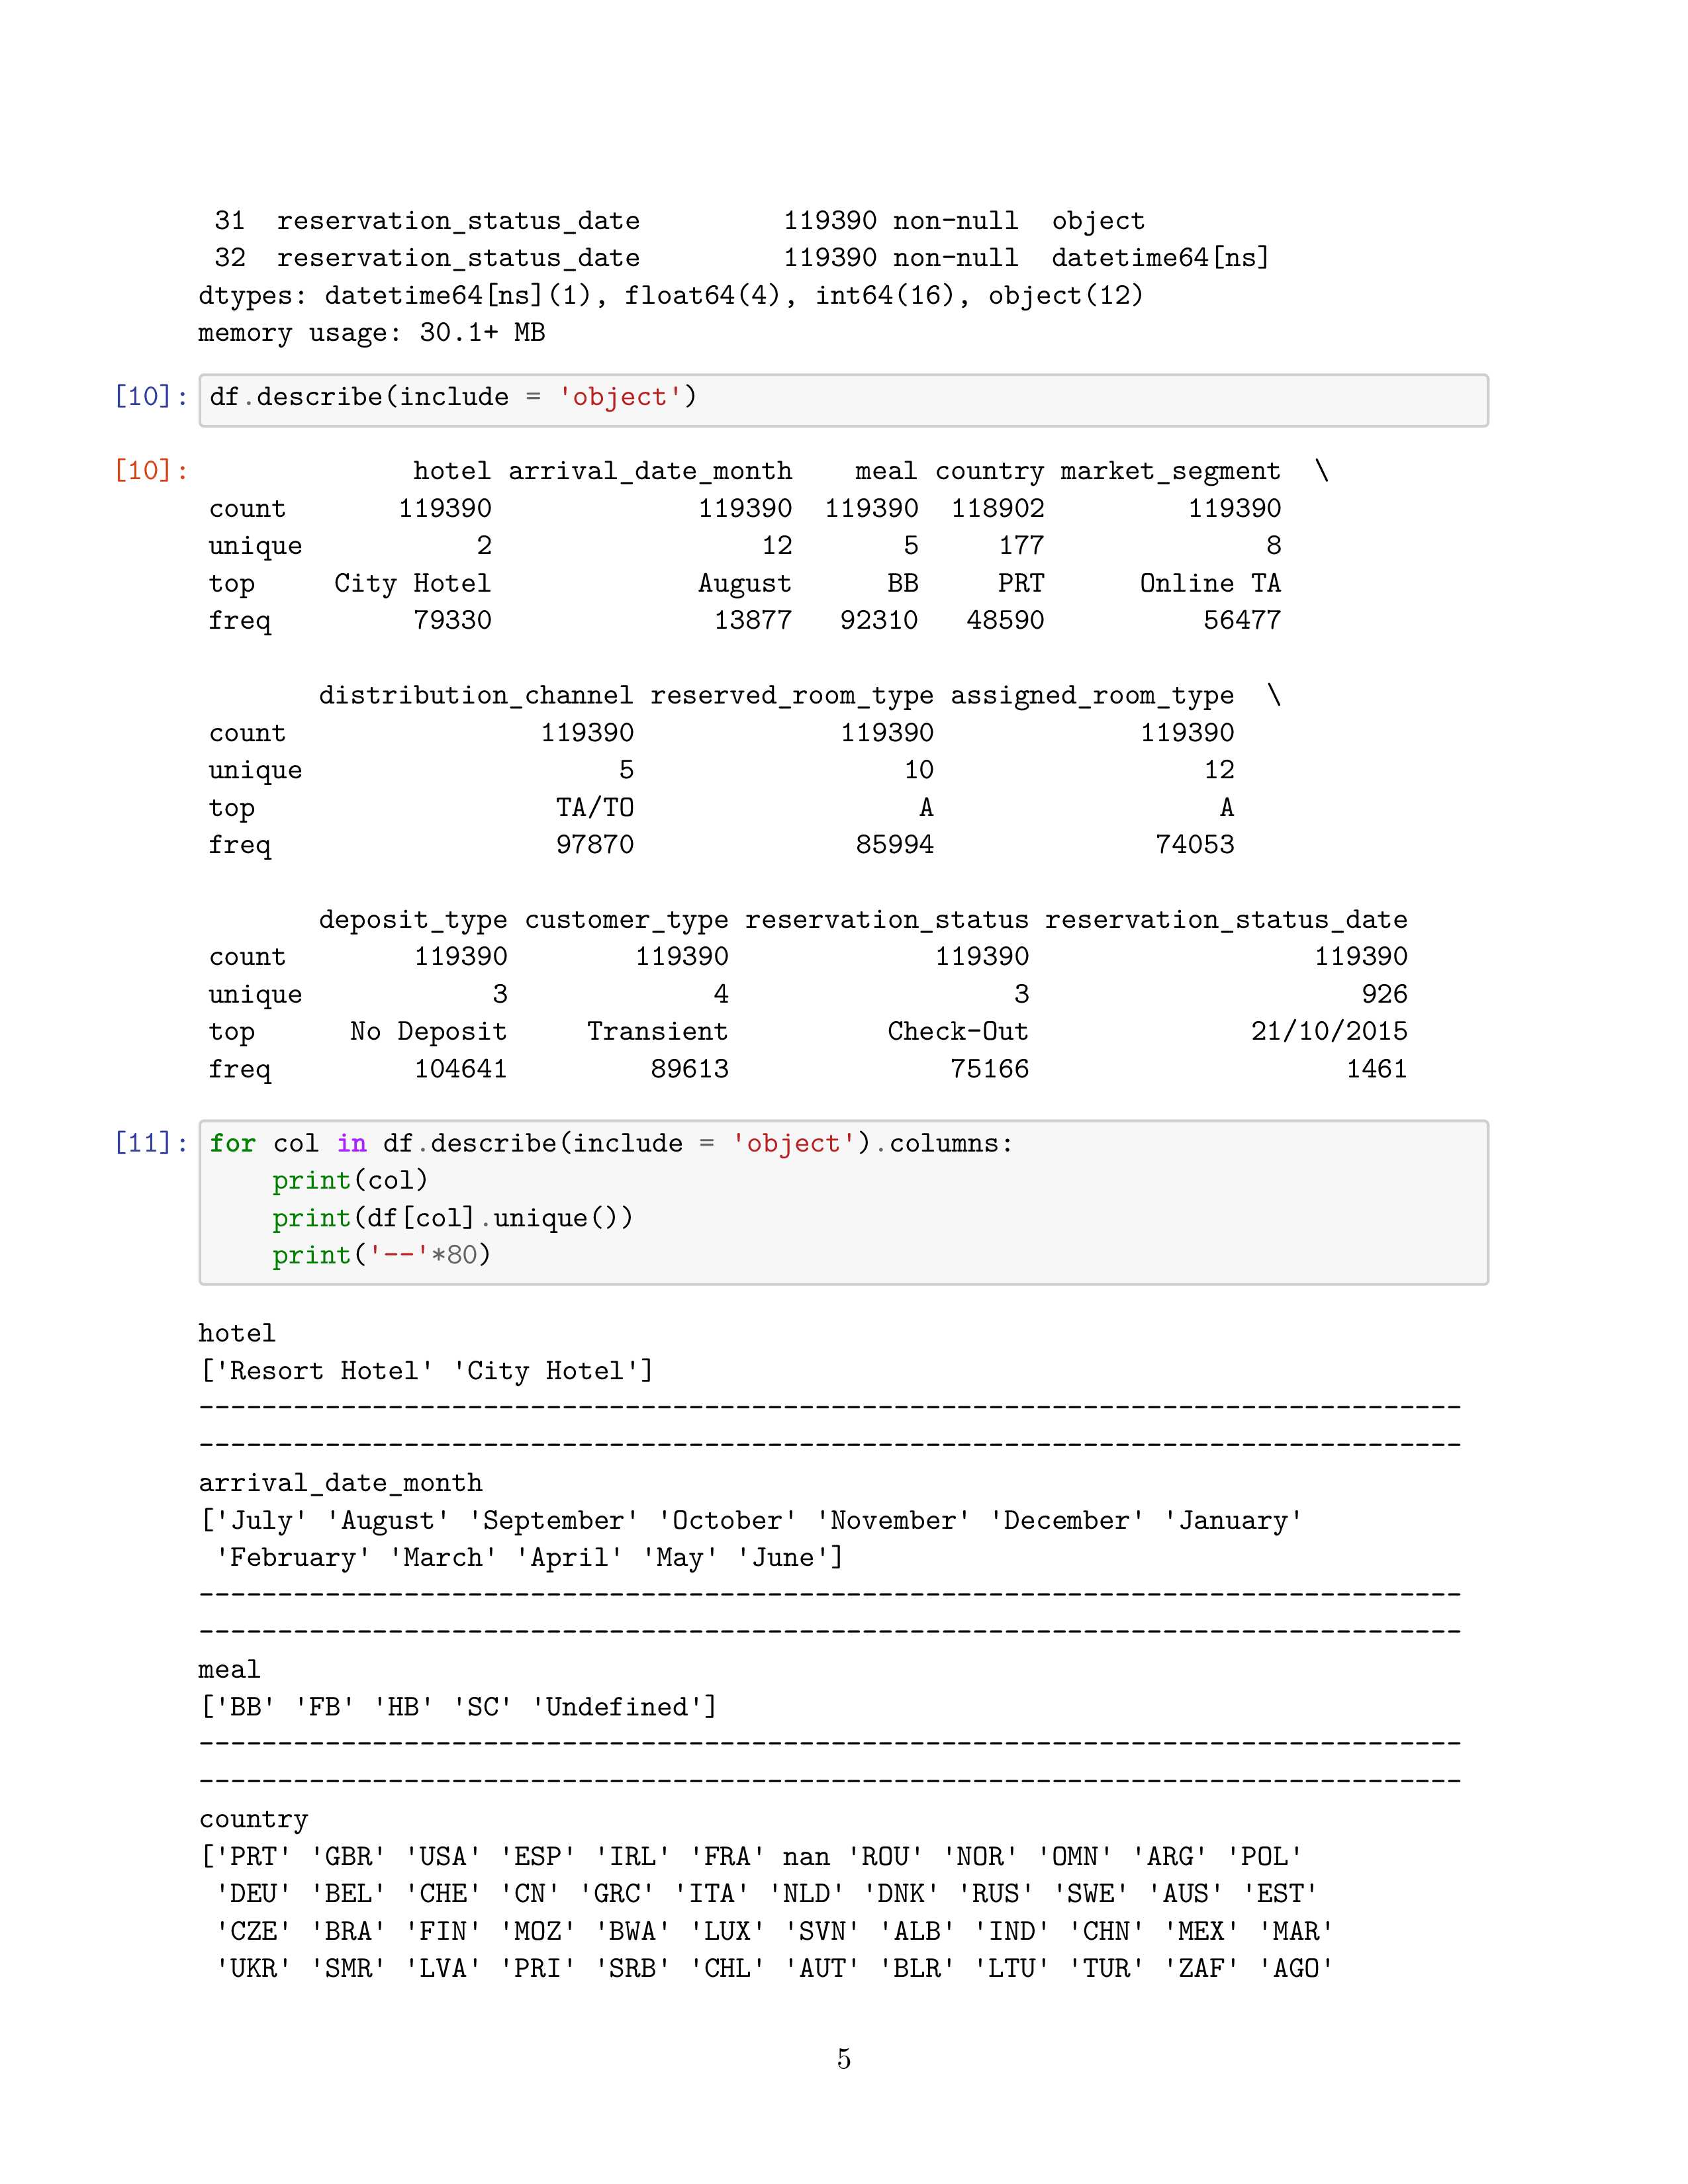 31  reservation_status_date         119390 non-null  object
32  reservation_status_date         119390 non-null  datetime64[ns]
dtypes: datetime64[ns](1), float64(4), int64(16), object(12)
memory usage: 30.1+ MB
[10]: df.describe(include = 'object')
[10]:              hotel arrival_date_month    meal country market_segment  \
count       119390             119390  119390  118902         119390
unique           2                 12       5     177              8
top     City Hotel             August      BB     PRT      Online TA
freq         79330              13877   92310   48590          56477
       distribution_channel reserved_room_type assigned_room_type  \
count                119390             119390             119390
unique                    5                 10                 12
top                   TA/TO                  A                  A
freq                  97870              85994              74053
       deposit_type customer_type reservation_status reservation_status_date
count        119390        119390             119390                  119390
unique            3             4                  3                     926
top      No Deposit     Transient          Check-Out              21/10/2015
freq         104641         89613              75166                    1461
[11]: for col in df.describe(include = 'object').columns:
    print(col)
    print(df[col].unique())
    print('--'*80)
hotel
['Resort Hotel' 'City Hotel']
--------------------------------------------------------------------------------
--------------------------------------------------------------------------------
arrival_date_month
['July' 'August' 'September' 'October' 'November' 'December' 'January'
 'February' 'March' 'April' 'May' 'June']
--------------------------------------------------------------------------------
--------------------------------------------------------------------------------
meal
['BB' 'FB' 'HB' 'SC' 'Undefined']
--------------------------------------------------------------------------------
--------------------------------------------------------------------------------
country
['PRT' 'GBR' 'USA' 'ESP' 'IRL' 'FRA' nan 'ROU' 'NOR' 'OMN' 'ARG' 'POL'
 'DEU' 'BEL' 'CHE' 'CN' 'GRC' 'ITA' 'NLD' 'DNK' 'RUS' 'SWE' 'AUS' 'EST'
 'CZE' 'BRA' 'FIN' 'MOZ' 'BWA' 'LUX' 'SVN' 'ALB' 'IND' 'CHN' 'MEX' 'MAR'
 'UKR' 'SMR' 'LVA' 'PRI' 'SRB' 'CHL' 'AUT' 'BLR' 'LTU' 'TUR' 'ZAF' 'AGO'
5